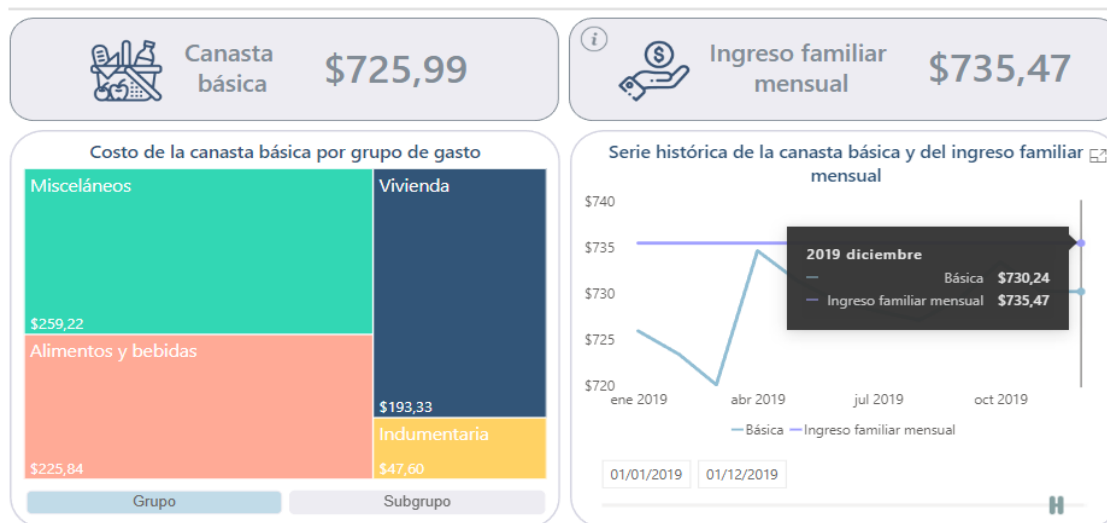 Canasta
básica
$725,99
Ingreso familiar
mensual
$735,47
Costo de la canasta básica por grupo de gasto
Misceláneos
$259,22
Alimentos y bebidas
$225,84
Vivienda
$193,33
Indumentaria
$47,60
Grupo
Subgrupo
Serie histórica de la canasta básica y del ingreso familiar
mensual
$740
$735
$730
$725
$720
2019 diciembre
Básica $730,24
Ingreso familiar mensual $735,47
ene 2019
abr 2019
jul 2019
oct 2019
Básica
Ingreso familiar mensual
01/01/2019
01/12/2019